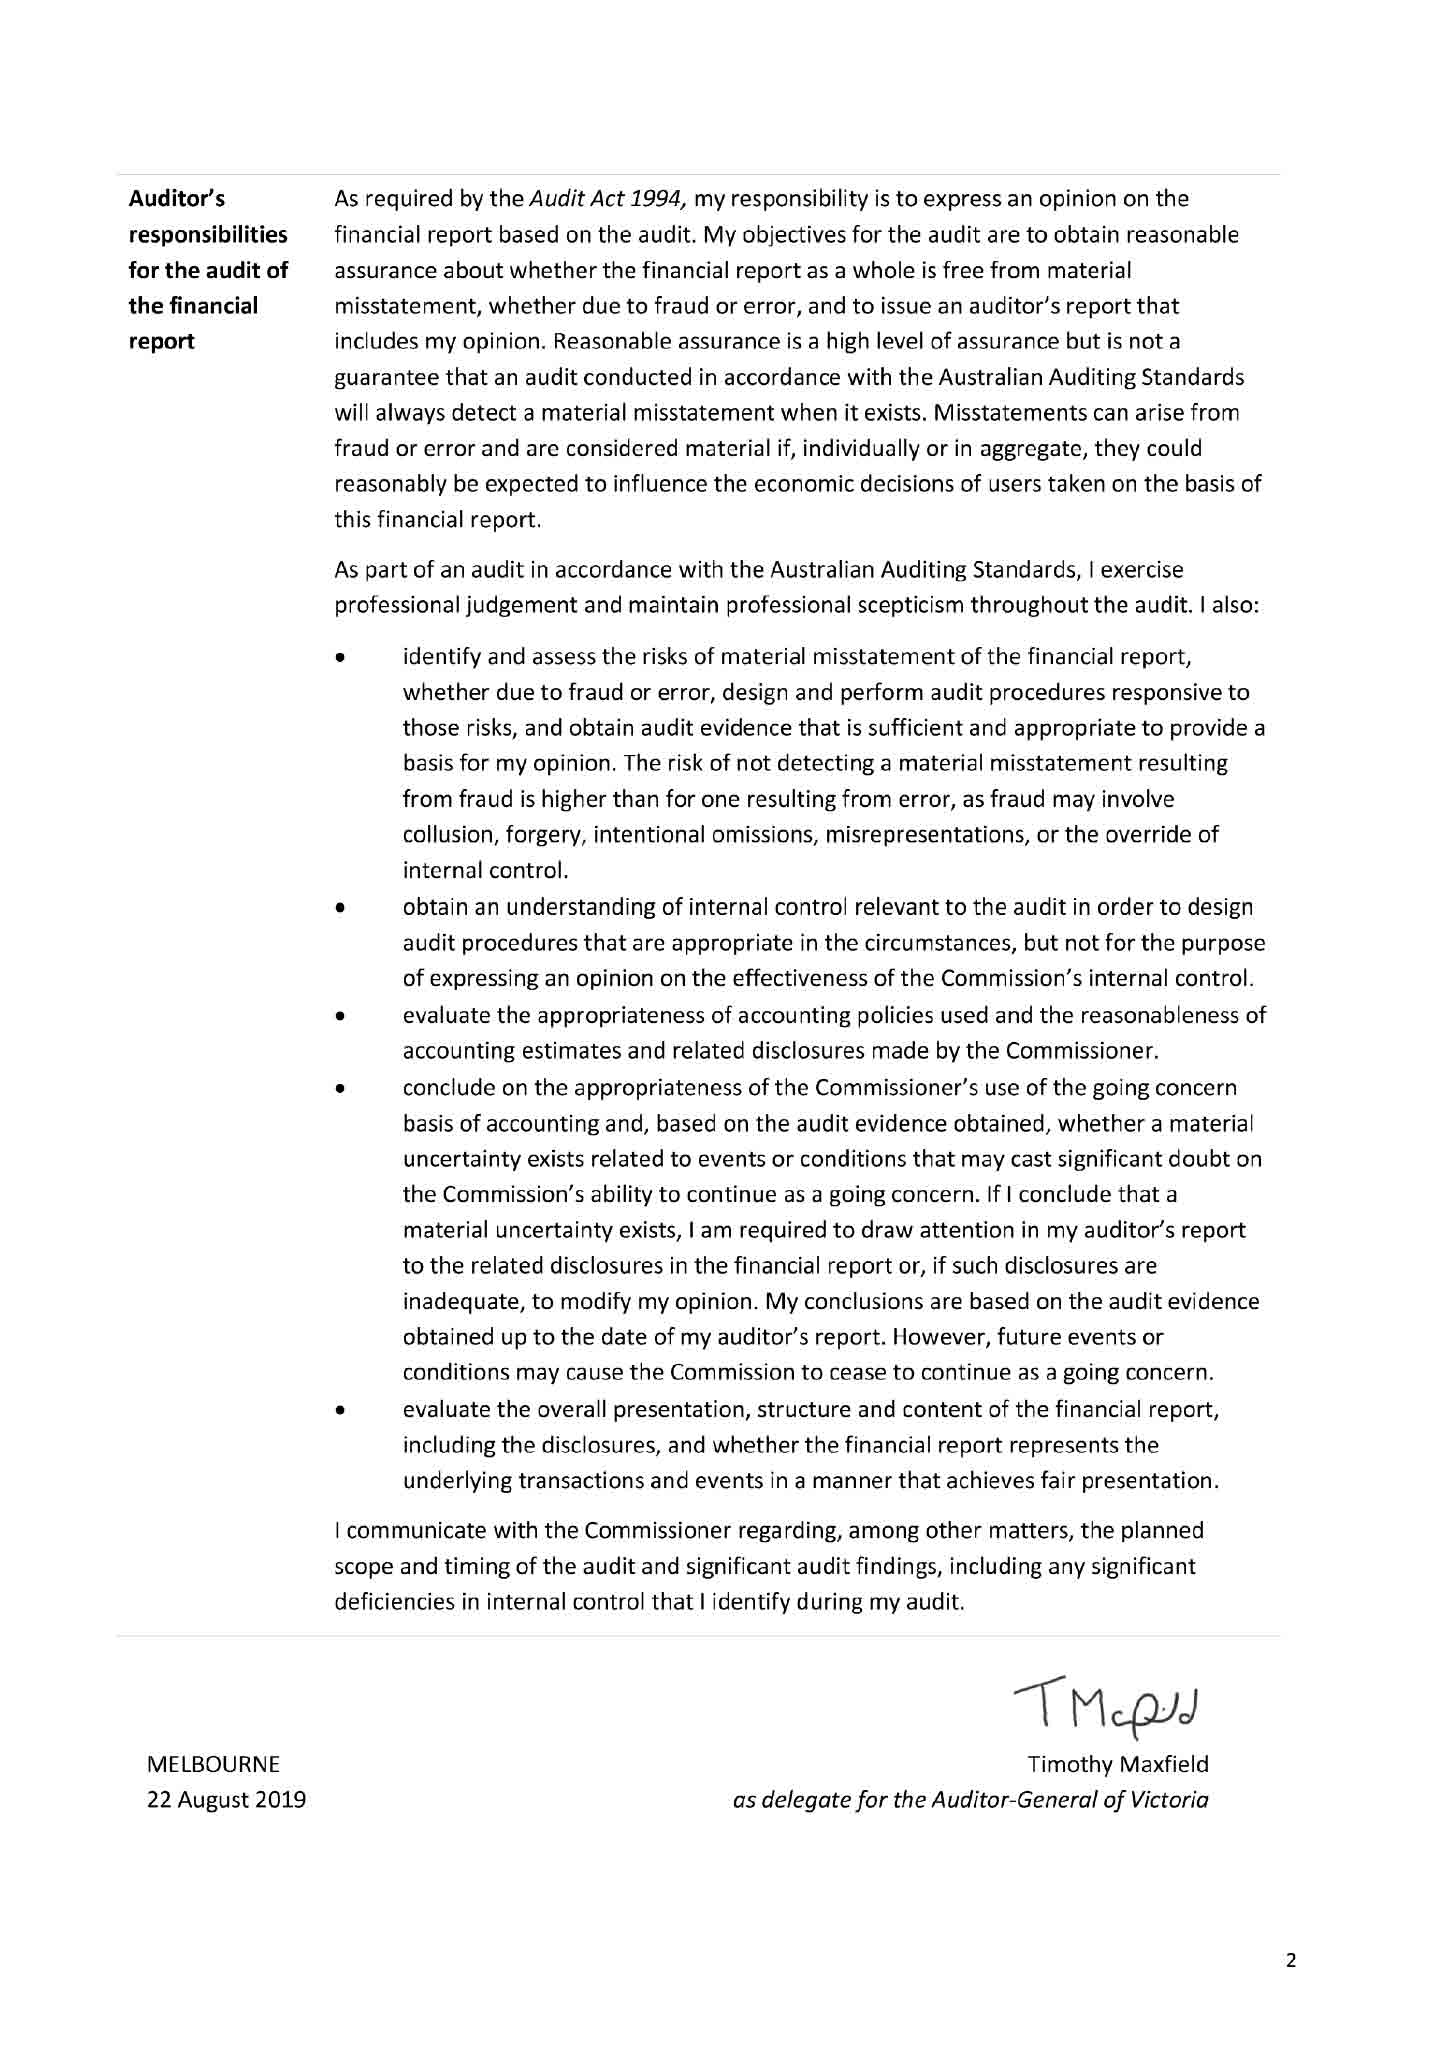 Auditor's
responsibilities
for the audit of
the financial
report
As required by the Audit Act 1994, my responsibility is to express an opinion on the
financial report based on the audit. My objectives for the audit are to obtain reasonable
assurance about whether the financial report as a whole is free from material
misstatement, whether due to fraud or error, and to issue an auditor's report that
includes my opinion. Reasonable assurance is a high level of assurance but is not a
guarantee that an audit conducted in accordance with the Australian Auditing Standards
will always detect a material misstatement when it exists. Misstatements can arise from
fraud or error and are considered material if, individually or in aggregate, they could
reasonably be expected to influence the economic decisions of users taken on the basis of
this financial report.
As part of an audit in accordance with the Australian Auditing Standards, I exercise
professional judgement and maintain professional scepticism throughout the audit. I also:
• identify and assess the risks of material misstatement of the financial report,
whether due to fraud or error, design and perform audit procedures responsive to
those risks, and obtain audit evidence that is sufficient and appropriate to provide a
basis for my opinion. The risk of not detecting a material misstatement resulting
from fraud is higher than for one resulting from error, as fraud may involve
collusion, forgery, intentional omissions, misrepresentations, or the override of
internal control.
• obtain an understanding of internal control relevant to the audit in order to design
audit procedures that are appropriate in the circumstances, but not for the purpose
of expressing an opinion on the effectiveness of the Commission's internal control.
• evaluate the appropriateness of accounting policies used and the reasonableness of
accounting estimates and related disclosures made by the Commissioner.
• conclude on the appropriateness of the Commissioner's use of the going concern
basis of accounting and, based on the audit evidence obtained, whether a material
uncertainty exists related to events or conditions that may cast significant doubt on
the Commission's ability to continue as a going concern. If I conclude that a
material uncertainty exists, I am required to draw attention in my auditor's report
to the related disclosures in the financial report or, if such disclosures are
inadequate, to modify my opinion. My conclusions are based on the audit evidence
obtained up to the date of my auditor's report. However, future events or
conditions may cause the Commission to cease to continue as a going concern.
• evaluate the overall presentation, structure and content of the financial report,
including the disclosures, and whether the financial report represents the
underlying transactions and events in a manner that achieves fair presentation.
I communicate with the Commissioner regarding, among other matters, the planned
scope and timing of the audit and significant audit findings, including any significant
deficiencies in internal control that I identify during my audit.
MELBOURNE
22 August 2019
Timothy Maxfield
as delegate for the Auditor-General of Victoria
2